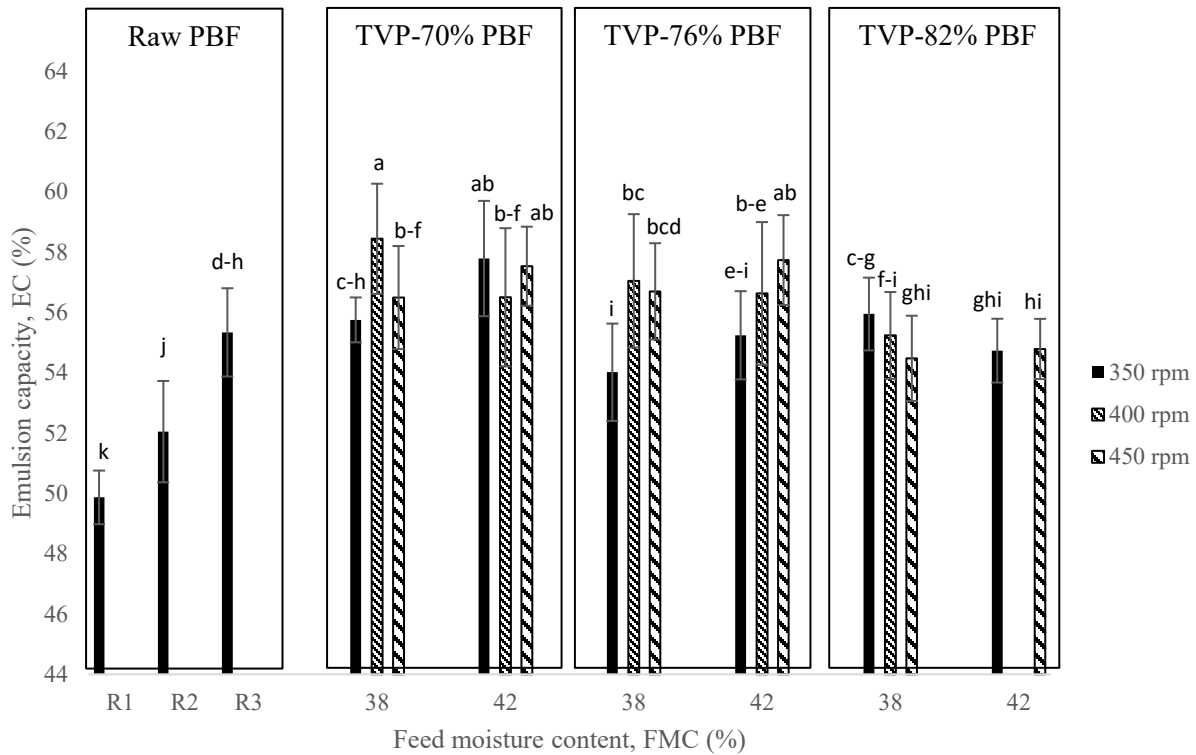 Raw PBF
TVP-70% PBF
TVP-76% PBF
TVP-82% PBF
Emulsion capacity, EC (%)
64
62
60
58
56
54
52
50
48
46
44
k
j
d-h
c-h
a
b-f
ab
b-f
ab
i
bc
bcd
e-i
b-e
ab
c-g
f-i
ghi
ghi
hi
R1
R2
R3
38
42
38
42
38
42
Feed moisture content, FMC (%)
350 rpm
400 rpm
450 rpm